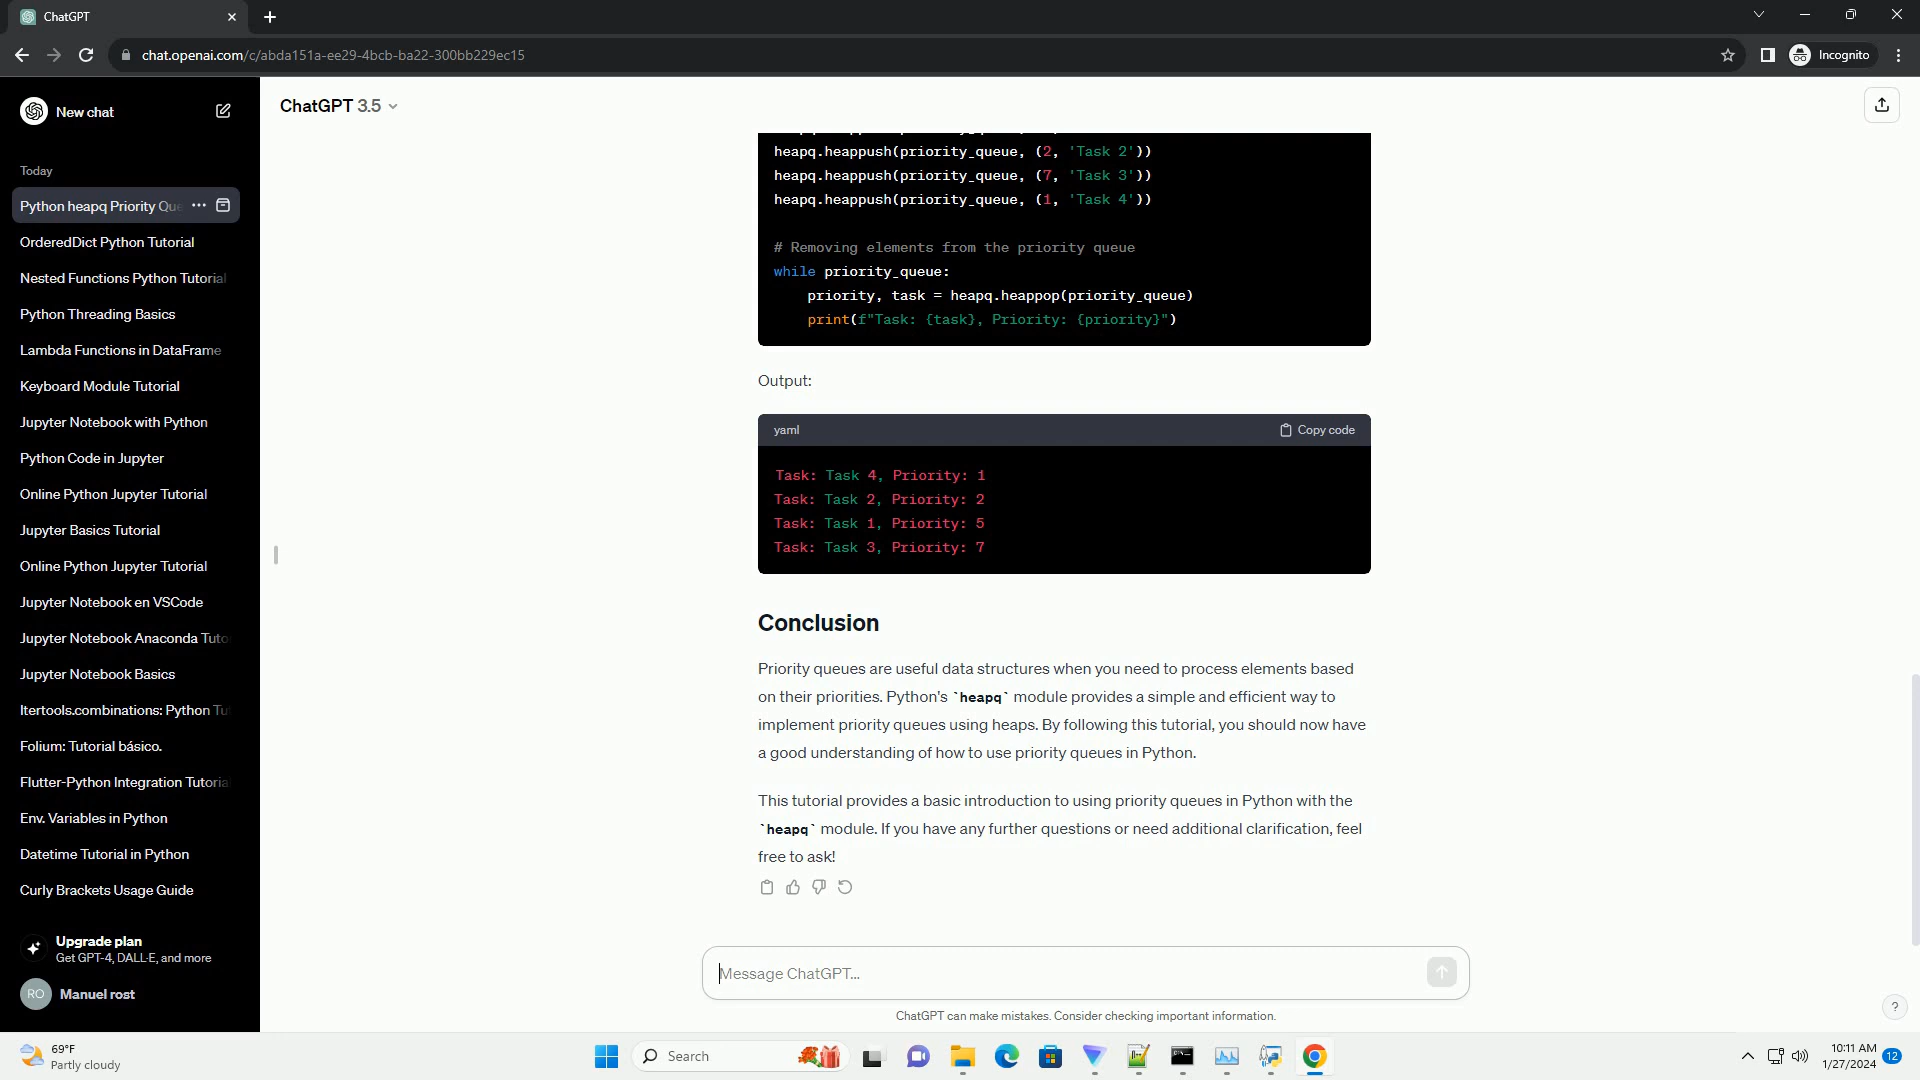 ChatGPT
chat.openai.com/c/abda151a-ee29-4bcb-ba22-300bb229ec15
Incognito
New chat
Today
Python heapq Priority Que
OrderedDict Python Tutorial
Nested Functions Python Tutorial
Python Threading Basics
Lambda Functions in DataFrame
Keyboard Module Tutorial
Jupyter Notebook with Python
Python Code in Jupyter
Online Python Jupyter Tutorial
Jupyter Basics Tutorial
Online Python Jupyter Tutorial
Jupyter Notebook en VSCode
Jupyter Notebook Anaconda Tuto
Jupyter Notebook Basics
Itertools.combinations: Python Tu
Folium: Tutorial básico.
Flutter-Python Integration Tutoria
Env. Variables in Python
Datetime Tutorial in Python
Curly Brackets Usage Guide
Upgrade plan
Get GPT-4, DALL·E, and more
RO Manuel rost
ChatGPT 3.5
heapq.heappush(priority_queue, (2, 'Task 2'))
heapq.heappush(priority_queue, (7, 'Task 3'))
heapq.heappush(priority_queue, (1, 'Task 4'))
# Removing elements from the priority queue
while priority_queue:
    priority, task = heapq.heappop(priority_queue)
    print(f"Task: {task}, Priority: {priority}")
Output:
yaml Copy code
Task: Task 4, Priority: 1
Task: Task 2, Priority: 2
Task: Task 1, Priority: 5
Task: Task 3, Priority: 7
Conclusion
Priority queues are useful data structures when you need to process elements based
on their priorities. Python's `heapq` module provides a simple and efficient way to
implement priority queues using heaps. By following this tutorial, you should now have
a good understanding of how to use priority queues in Python.
This tutorial provides a basic introduction to using priority queues in Python with the
`heapq` module. If you have any further questions or need additional clarification, feel
free to ask!
Message ChatGPT...
ChatGPT can make mistakes. Consider checking important information.
?
69°F
Partly cloudy
Search
10:11 AM
1/27/2024
12